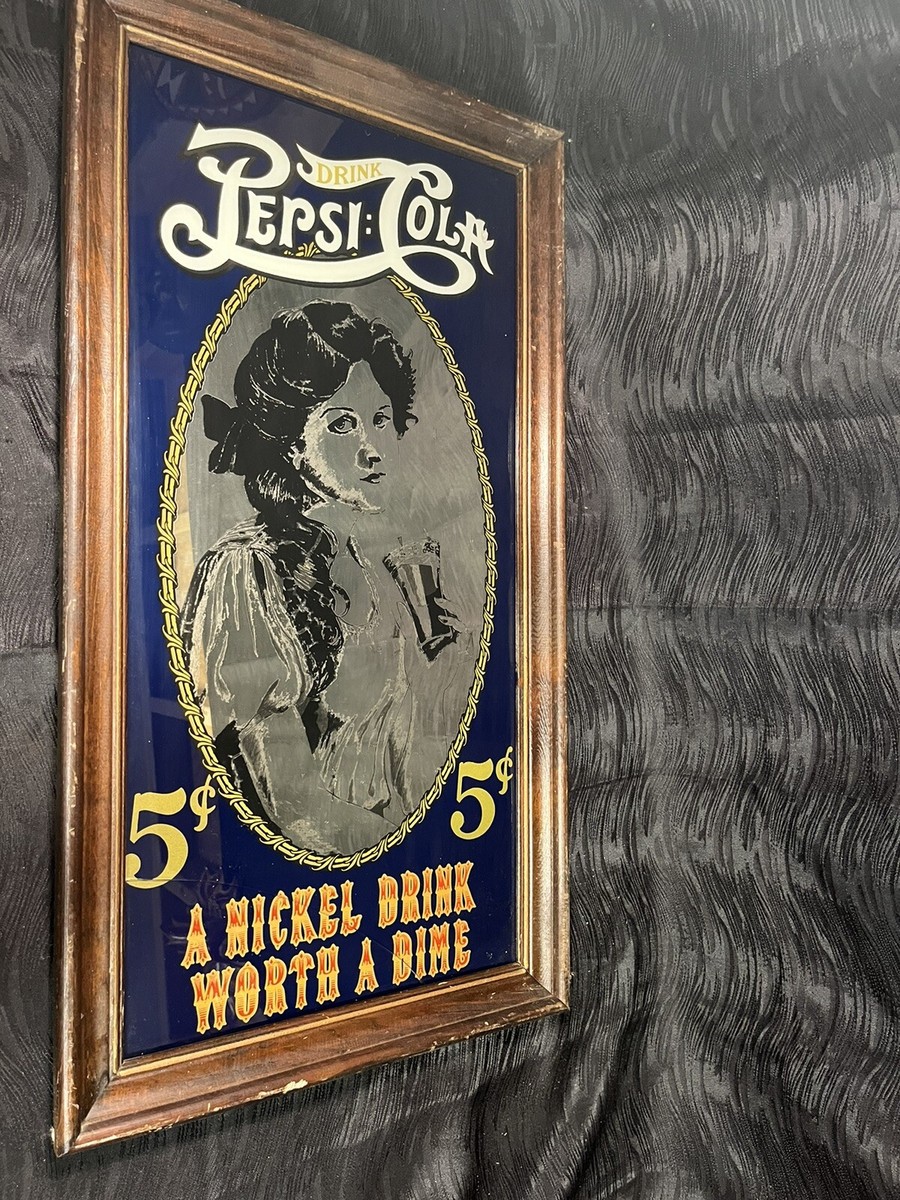 DRINK
PEPSI:COLA
5¢ 5¢
A NICKEL DRINK
WORTH A DIME